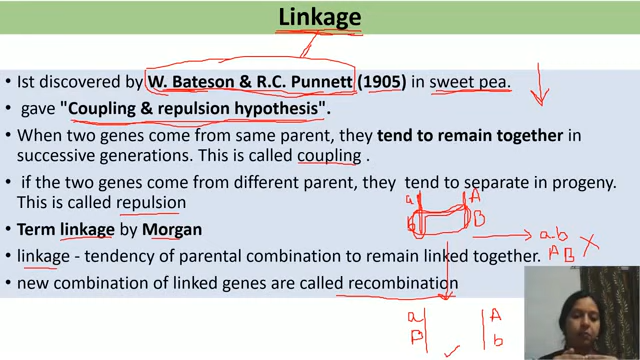 Linkage
• Ist discovered by W. Bateson & R.C. Punnett (1905) in sweet pea.
• gave "Coupling & repulsion hypothesis".
• When two genes come from same parent, they tend to remain together in
successive generations. This is called coupling .
• if the two genes come from different parent, they tend to separate in progeny.
This is called repulsion
a A
b B
• Term linkage by Morgan
a-b
• linkage - tendency of parental combination to remain linked together.
A B X
• new combination of linked genes are called recombination
a A
B b